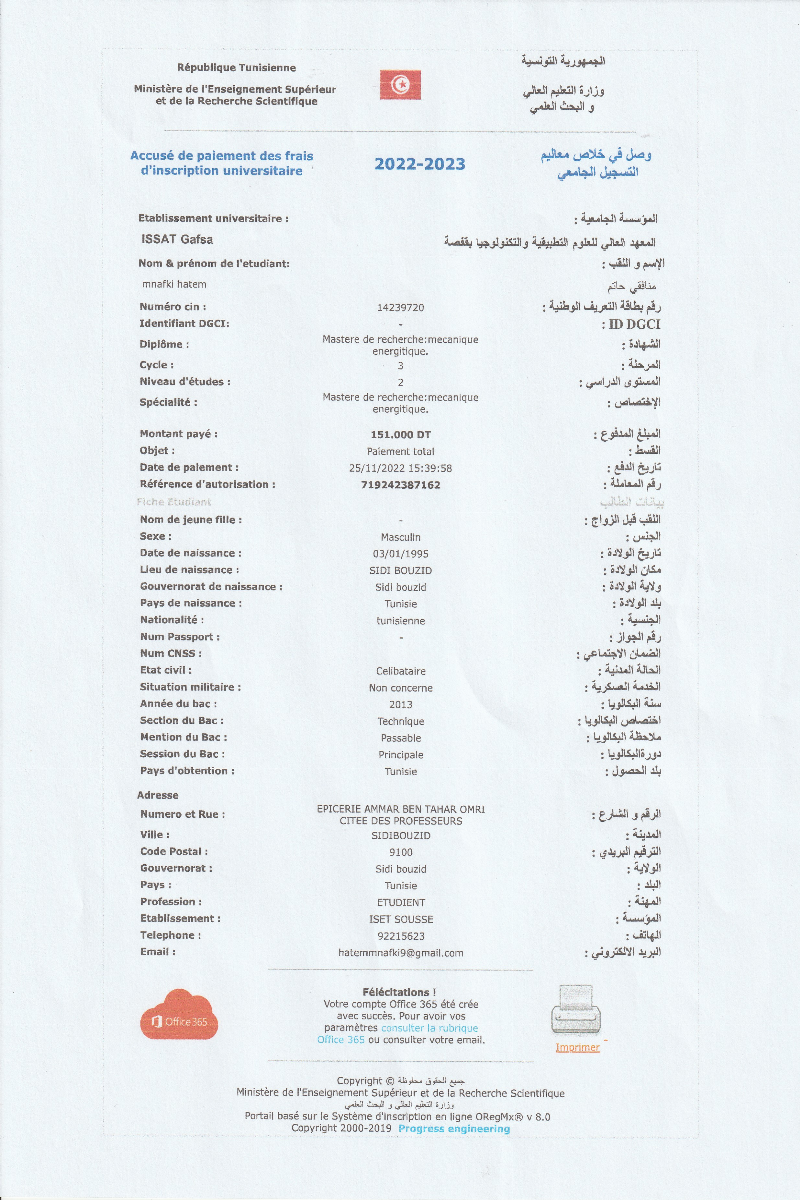 République Tunisienne
الجمهورية التونسية
Ministère de l'Enseignement Supérieur
et de la Recherche Scientifique
وزارة التعليم العالي
و البحث العلمي
Accusé de paiement des frais
d'inscription universitaire
2022-2023
وصل في خلاص معاليم
التسجيل الجامعي
Etablissement universitaire :
المؤسسة الجامعية :
ISSAT Gafsa
المعهد العالي للعلوم التطبيقية والتكنولوجيا بقفصة
Nom & prénom de l'etudiant:
الإسم و اللقب :
mnafki hatem
منافقي حاتم
Numéro cin : 14239720 رقم بطاقة التعريف الوطنية :
Identifiant DGCI: - ID DGCI :
Diplôme : Mastere de recherche:mecanique
energitique. الشهادة :
Cycle : 3 المرحلة :
Niveau d'études : 2 المستوى الدراسي :
Spécialité : Mastere de recherche:mecanique
energitique. الإختصاص :
Montant payé : 151.000 DT المبلغ المدفوع :
Objet : Paiement total القسط :
Date de paiement : 25/11/2022 15:39:58 تاريخ الدفع :
Référence d'autorisation : 719242387162 رقم المعاملة :
Fiche Etudiant بيانات الطالب
Nom de jeune fille : - اللقب قبل الزواج :
Sexe : Masculin الجنس :
Date de naissance : 03/01/1995 تاريخ الولادة :
Lieu de naissance : SIDI BOUZID مكان الولادة :
Gouvernorat de naissance : Sidi bouzid ولاية الولادة :
Pays de naissance : Tunisie بلد الولادة :
Nationalité : tunisienne الجنسية :
Num Passport : - رقم الجواز :
Num CNSS : الضمان الاجتماعي :
Etat civil : Celibataire الحالة المدنية :
Situation militaire : Non concerne الخدمة العسكرية :
Année du bac : 2013 سنة البكالويا :
Section du Bac : Technique اختصاص البكالويا :
Mention du Bac : Passable ملاحظة البكالويا :
Session du Bac : Principale دورةالبكالويا :
Pays d'obtention : Tunisie بلد الحصول :
Adresse
Numero et Rue : EPICERIE AMMAR BEN TAHAR OMRI
CITEE DES PROFESSEURS الرقم و الشارع :
Ville : SIDIBOUZID المدينة :
Code Postal : 9100 الترقيم البريدي :
Gouvernorat : Sidi bouzid الولاية :
Pays : Tunisie البلد :
Profession : ETUDIENT المهنة :
Etablissement : ISET SOUSSE المؤسسة :
Telephone : 92215623 الهاتف :
Email : hatemmnafki9@gmail.com البريد الالكتروني :
Office 365
Félécitations !
Votre compte Office 365 été crée
avec succès. Pour avoir vos
paramètres consulter la rubrique
Office 365 ou consulter votre email.
Imprimer
Copyright © جميع الحقوق محفوظة
Ministère de l'Enseignement Supérieur et de la Recherche Scientifique
وزارة التعليم العالي و البحث العلمي
Portail basé sur le Système d'inscription en ligne ORegMx® v 8.0
Copyright 2000-2019 Progress engineering